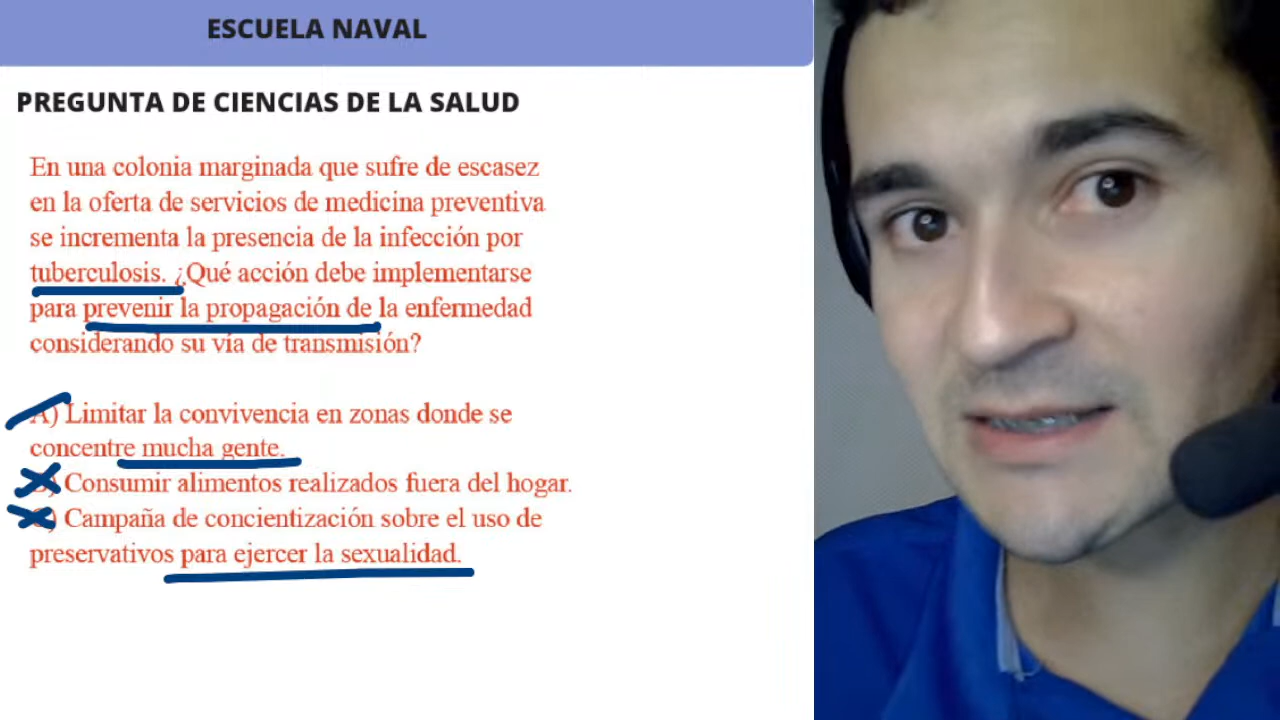 ESCUELA NAVAL
PREGUNTA DE CIENCIAS DE LA SALUD
En una colonia marginada que sufre de escasez
en la oferta de servicios de medicina preventiva
se incrementa la presencia de la infección por
tuberculosis. ¿Qué acción debe implementarse
para prevenir la propagación de la enfermedad
considerando su vía de transmisión?
A) Limitar la convivencia en zonas donde se
concentre mucha gente.
B) Consumir alimentos realizados fuera del hogar.
C) Campaña de concientización sobre el uso de
preservativos para ejercer la sexualidad.